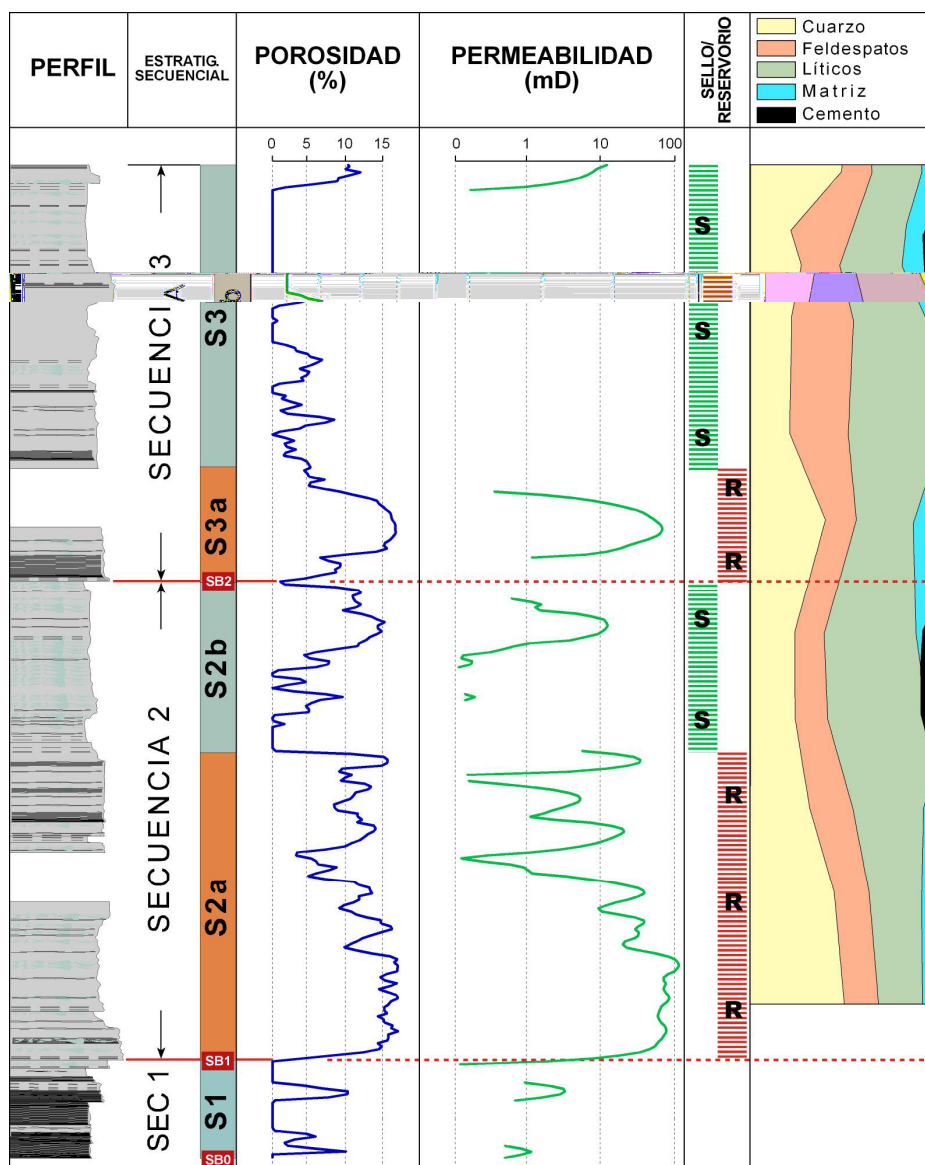 PERFIL
ESTRATIG.
SECUENCIAL
POROSIDAD
(%)
PERMEABILIDAD
(mD)
SELLO/
RESERVORIO
Cuarzo
Feldespatos
Líticos
Matriz
Cemento
0 5 10 15
0 1 10 100
SECUENCIA 3
S3
S
S
S
S3a
R
R
SB2
SECUENCIA 2
S2b
S
S
S2a
R
R
R
SB1
SEC 1
S1
SB0